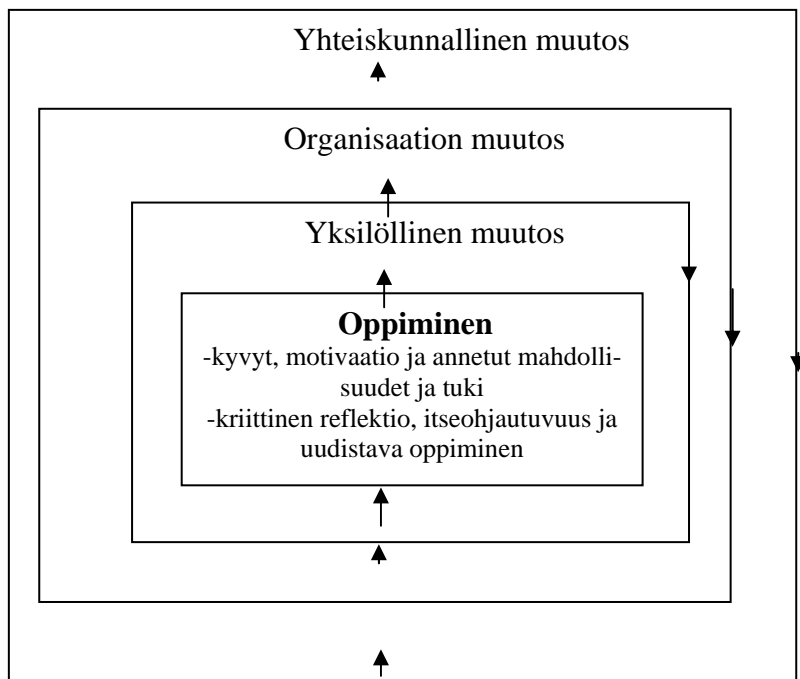 Yhteiskunnallinen muutos
Organisaation muutos
Yksilöllinen muutos
Oppiminen
-kyvyt, motivaatio ja annetut mahdolli-
suudet ja tuki
-kriittinen reflektio, itseohjautuvuus ja
uudistava oppiminen